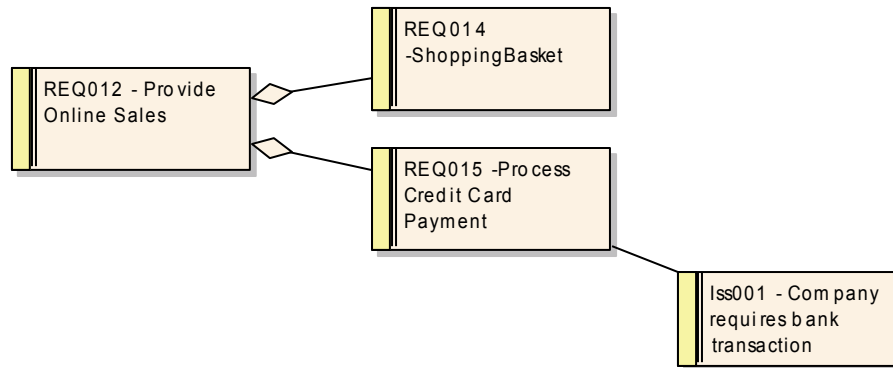 REQ014
-ShoppingBasket
REQ012 - Provide
Online Sales
REQ015 -Process
Credit Card
Payment
Iss001 - Company
requires bank
transaction